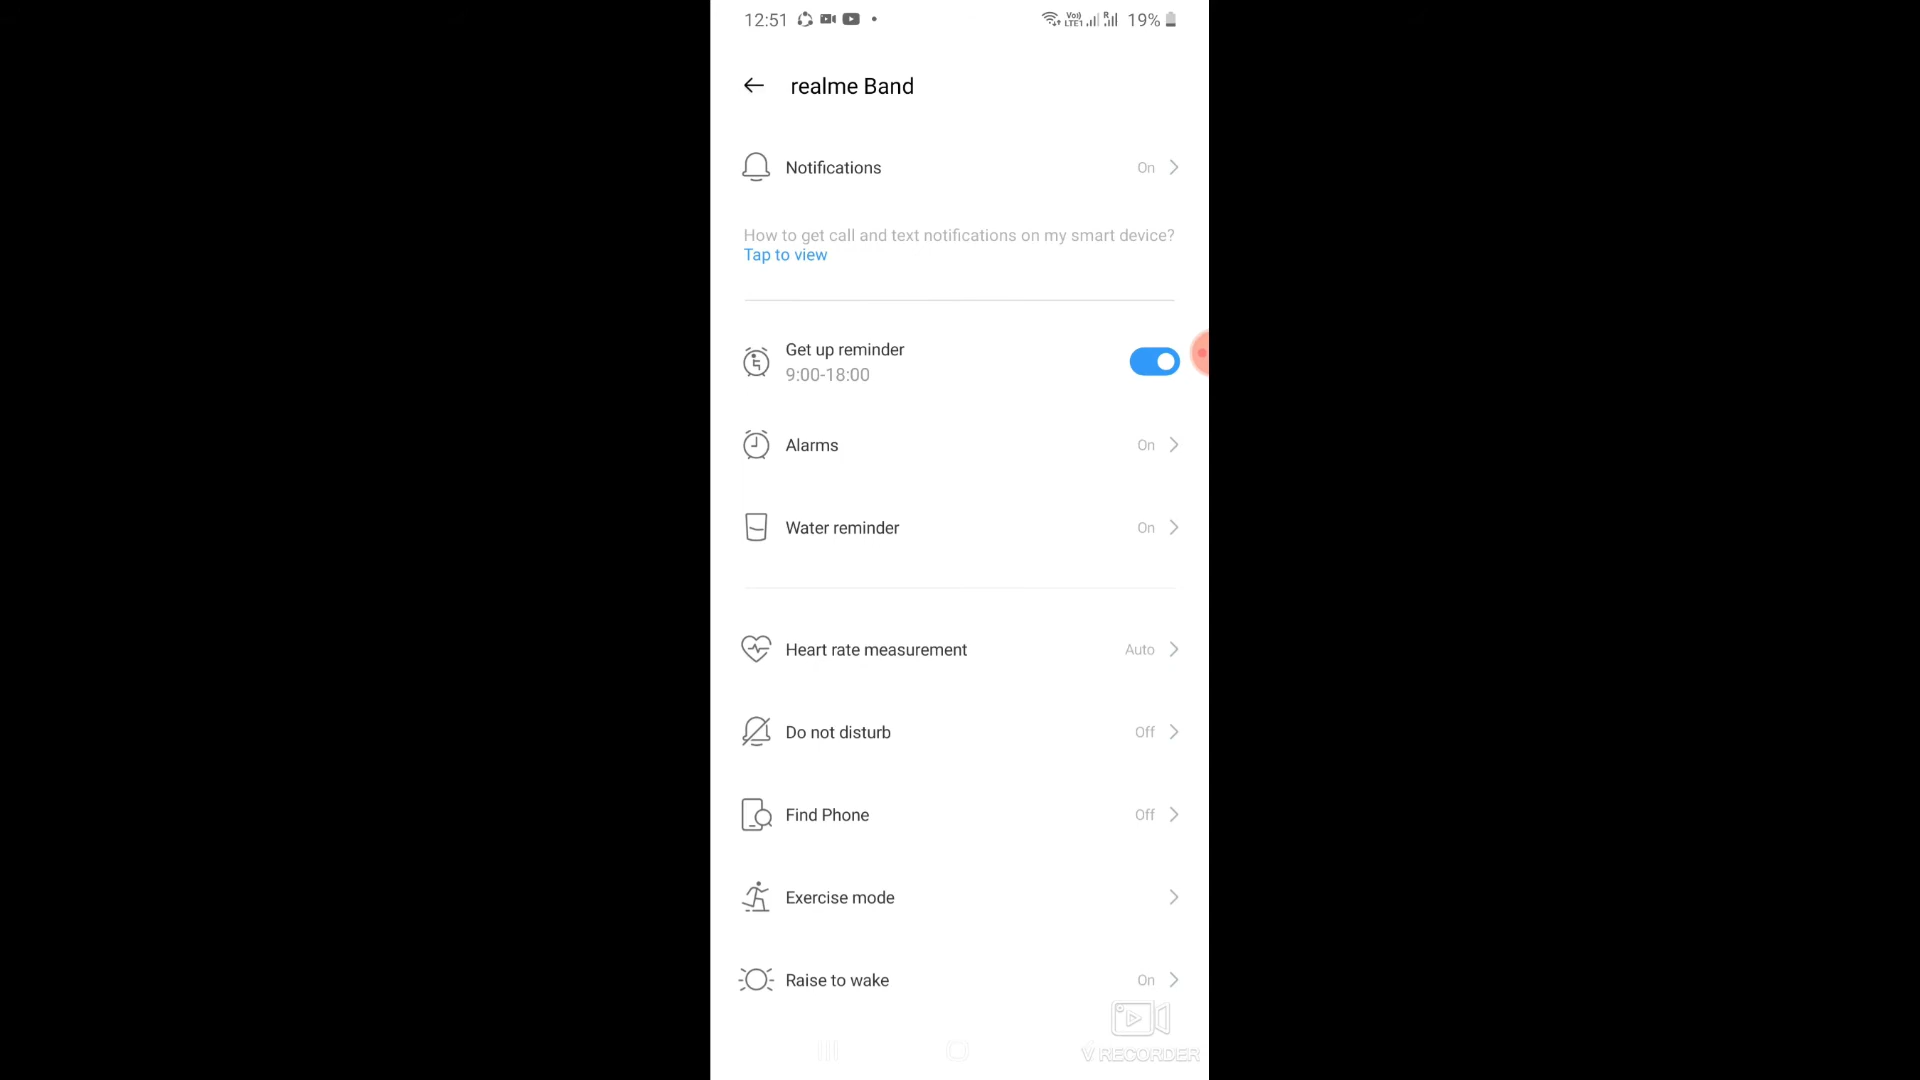 12:51 Vo) LTE1 R 19%
realme Band
Notifications On
How to get call and text notifications on my smart device?
Tap to view
Get up reminder
9:00-18:00
Alarms On
Water reminder On
Heart rate measurement Auto
Do not disturb Off
Find Phone Off
Exercise mode
Raise to wake On
V RECORDER